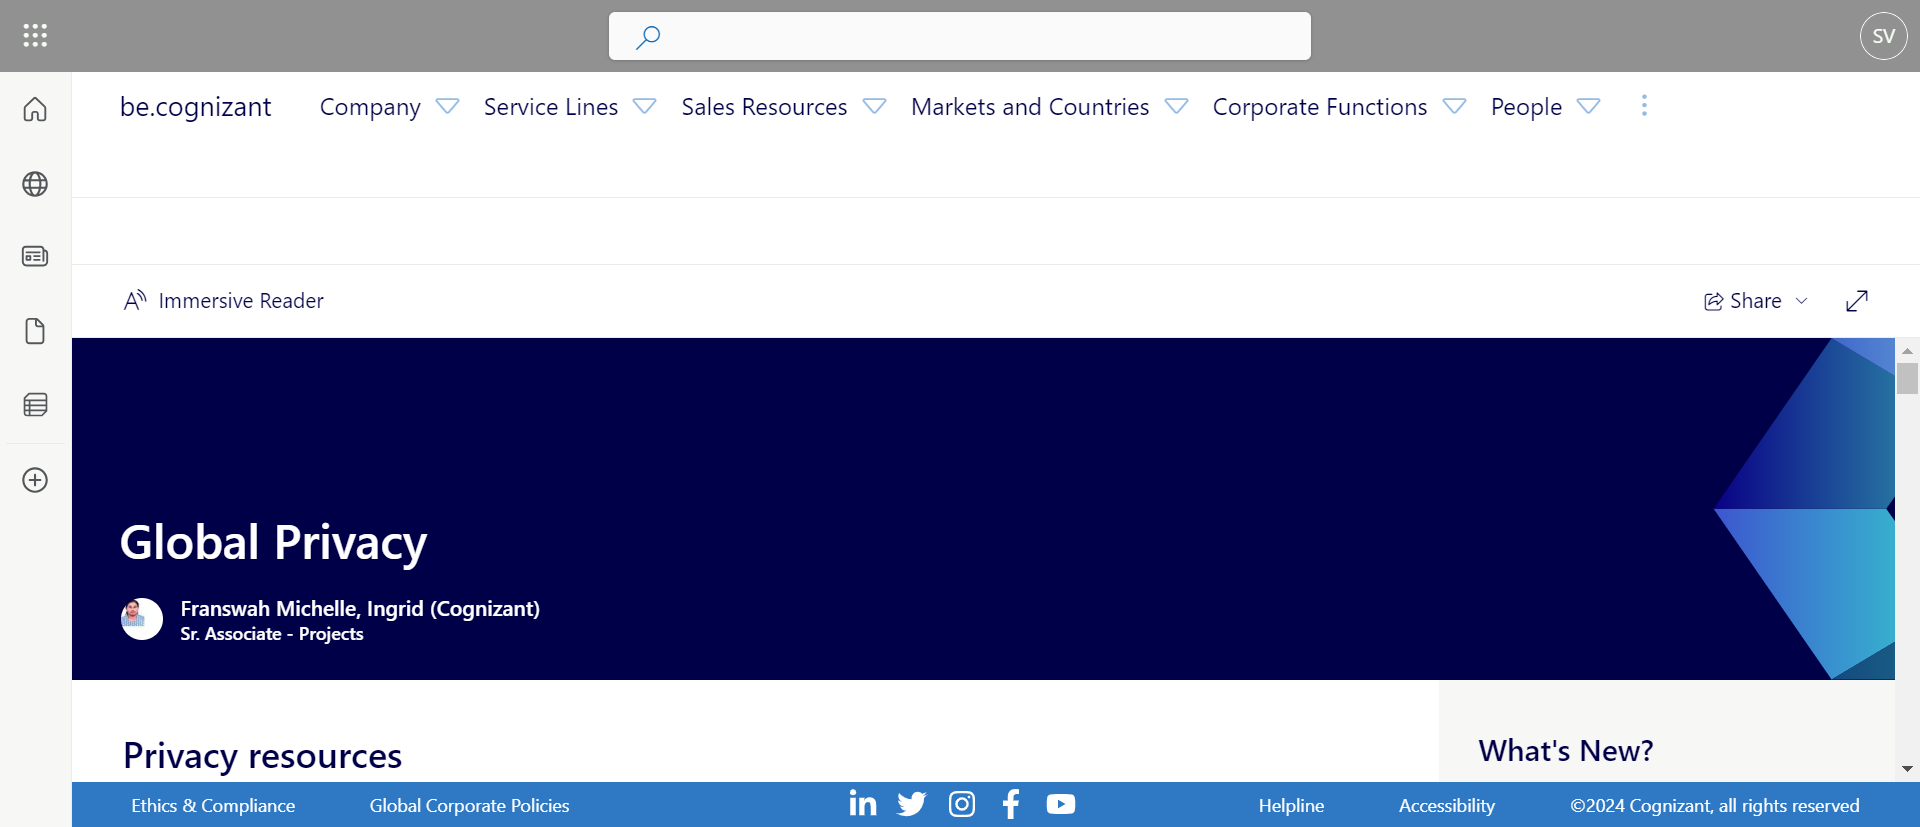 SV
be.cognizant Company Service Lines Sales Resources Markets and Countries Corporate Functions People
Immersive Reader Share
Global Privacy
Franswah Michelle, Ingrid (Cognizant)
Sr. Associate - Projects
Privacy resources
What's New?
Ethics & Compliance Global Corporate Policies Helpline Accessibility ©2024 Cognizant, all rights reserved